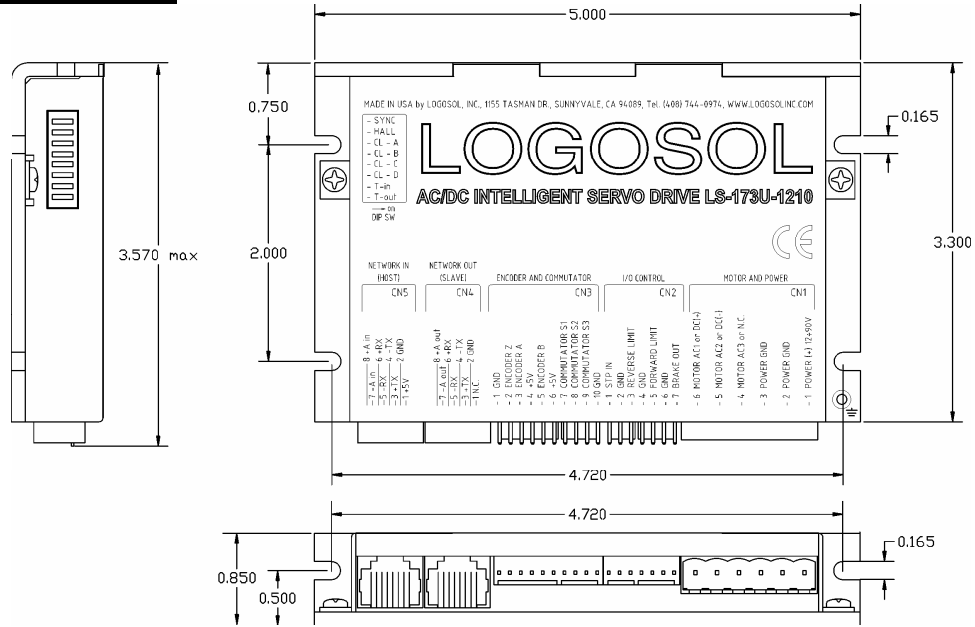 5.000
0.750
0.165
3.570 max
2.000
3.300
MADE IN USA by LOGOSOL, INC., 1155 TASMAN DR., SUNNYVALE, CA 94089, Tel. (408) 744-0974, WWW.LOGOSOLINC.COM
- SYNC
- HALL
- CL - A
- CL - B
- CL - C
- CL - D
- T-in
- T-out
on
DIP SW
LOGOSOL
AC/DC INTELLIGENT SERVO DRIVE LS-173U-1210
CE
NETWORK IN
(HOST)
CN5
NETWORK OUT
(SLAVE)
CN4
ENCODER AND COMMUTATOR
CN3
I/O CONTROL
CN2
MOTOR AND POWER
CN1
- 7 +A in
8 +A in
- 5 -RX
6 +RX
- 3 +TX
4 -TX
- 1 +5V
2 GND
- 7 -A out
8 +A out
- 5 -RX
6 +RX
- 3 +TX
4 -TX
- 1 N.C.
2 GND
- 1 GND
- 2 ENCODER Z
- 3 ENCODER A
- 4 +5V
- 5 ENCODER B
- 6 +5V
- 7 COMMUTATOR S1
- 8 COMMUTATOR S2
- 9 COMMUTATOR S3
- 10 GND
- 1 STP IN
- 2 GND
- 3 REVERSE LIMIT
- 4 GND
- 5 FORWARD LIMIT
- 6 GND
- 7 BRAKE OUT
- 6 MOTOR AC1 or DC(+)
- 5 MOTOR AC2 or DC(-)
- 4 MOTOR AC3 or N.C.
- 3 POWER GND
- 2 POWER GND
- 1 POWER (+) 12÷90V
4.720
4.720
0.165
0.850
0.500